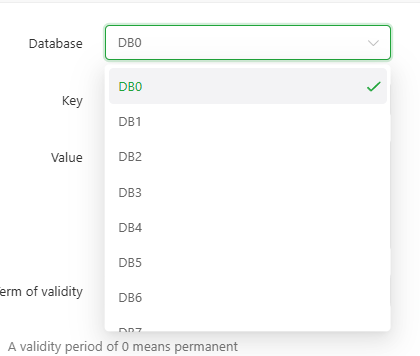 Database
DB0
DB0
Key
DB1
Value
DB2
DB3
DB4
DB5
erm of validity
DB6
DB7
A validity period of 0 means permanent